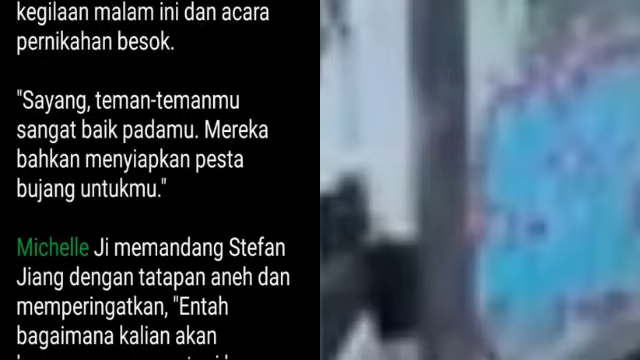 kegilaan malam ini dan acara
pernikahan besok.
"Sayang, teman-temanmu
sangat baik padamu. Mereka
bahkan menyiapkan pesta
bujang untukmu."
Michelle Ji memandang Stefan
Jiang dengan tatapan aneh dan
memperingatkan, "Entah
bagaimana kalian akan